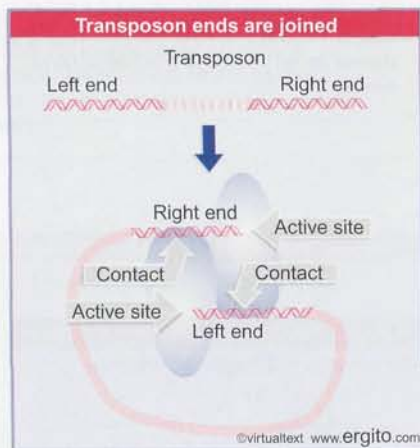 Transposon ends are joined
Transposon
Left end Right end
Right end
Active site
Contact Contact
Active site
Left end
©virtualtext www.ergito.com